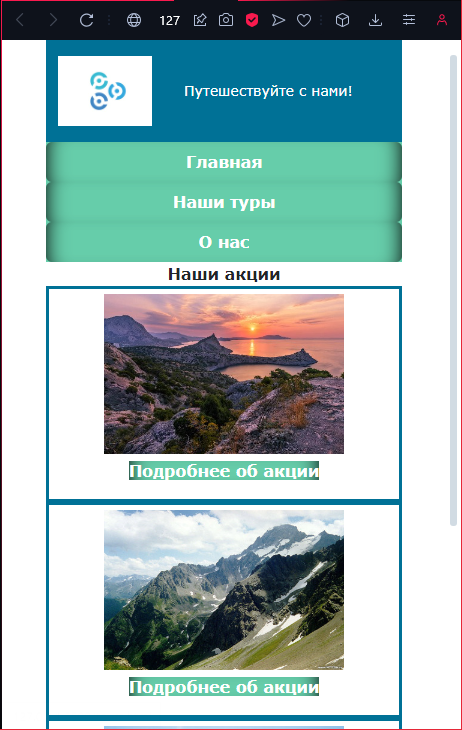 127
Путешествуйте с нами!
Главная
Наши туры
О нас
Наши акции
Подробнее об акции
Подробнее об акции